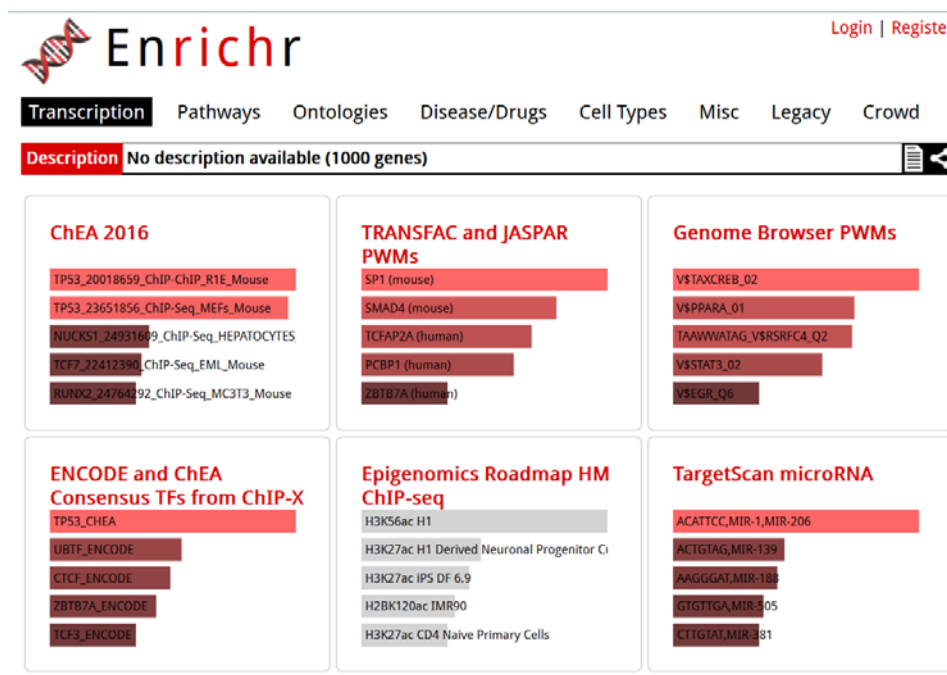 Login | Registe
Enrichr
Transcription Pathways Ontologies Disease/Drugs Cell Types Misc Legacy Crowd
Description No description available (1000 genes)
ChEA 2016
TP53_20018659_ChIP-ChIP_R1E_Mouse
TP53_23651856_ChIP-Seq_MEFs_Mouse
NUCKS1_24931609_ChIP-Seq_HEPATOCYTES
TCF7_22412390_ChIP-Seq_EML_Mouse
RUNX2_24764292_ChIP-Seq_MC3T3_Mouse
TRANSFAC and JASPAR
PWMs
SP1 (mouse)
SMAD4 (mouse)
TCFAP2A (human)
PCBP1 (human)
ZBTB7A (human)
Genome Browser PWMs
V$TAXCREB_02
V$PPARA_01
TAAWWATAG_V$RSRFC4_Q2
V$STAT3_02
V$EGR_Q6
ENCODE and ChEA
Consensus TFs from ChIP-X
TP53_CHEA
UBTF_ENCODE
CTCF_ENCODE
ZBTB7A_ENCODE
TCF3_ENCODE
Epigenomics Roadmap HM
ChIP-seq
H3K56ac H1
H3K27ac H1 Derived Neuronal Progenitor C
H3K27ac iPS DF 6.9
H2BK120ac IMR90
H3K27ac CD4 Naive Primary Cells
TargetScan microRNA
ACATTCC,MIR-1,MIR-206
ACTGTAG,MIR-139
AAGGGAT,MIR-188
GTGTTGA,MIR-505
CTTGTAT,MIR-381